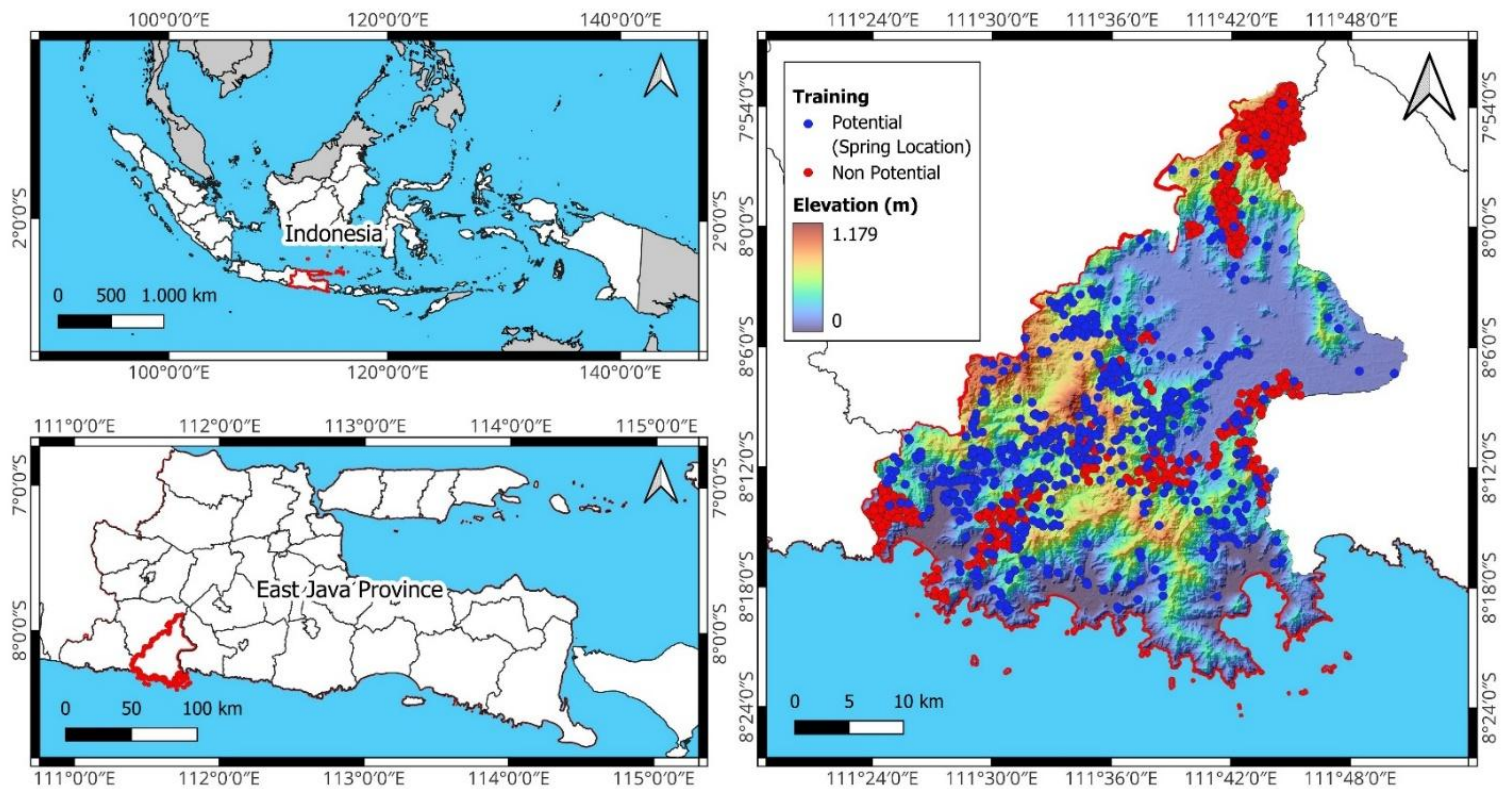 100°0′0″E 120°0′0″E 140°0′0″E
2°0′0″S
2°0′0″S
Indonesia
0 500 1.000 km
100°0′0″E 120°0′0″E 140°0′0″E
111°0′0″E 112°0′0″E 113°0′0″E 114°0′0″E 115°0′0″E
7°0′0″S
7°0′0″S
East Java Province
8°0′0″S
8°0′0″S
0 50 100 km
111°0′0″E 112°0′0″E 113°0′0″E 114°0′0″E 115°0′0″E
111°24′0″E 111°30′0″E 111°36′0″E 111°42′0″E 111°48′0″E
Training
Potential
(Spring Location)
Non Potential
Elevation (m)
1.179
0
7°54′0″S
7°54′0″S
8°0′0″S
8°0′0″S
8°6′0″S
8°6′0″S
8°12′0″S
8°12′0″S
8°18′0″S
8°18′0″S
8°24′0″S
8°24′0″S
0 5 10 km
111°24′0″E 111°30′0″E 111°36′0″E 111°42′0″E 111°48′0″E